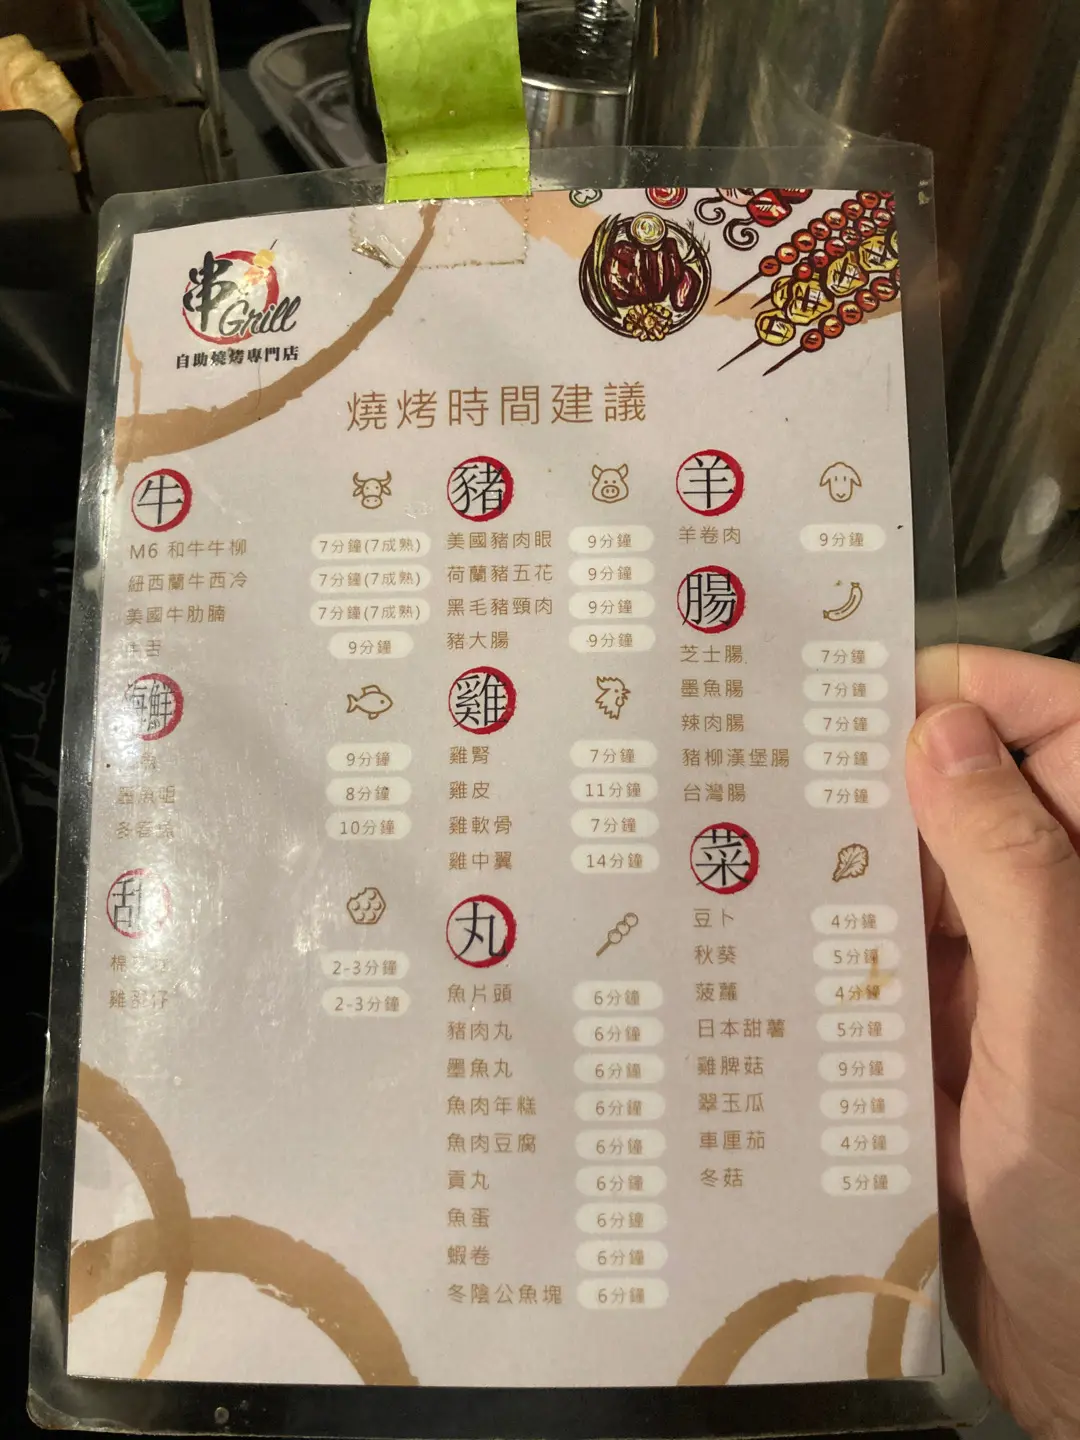 串
Grill
自助燒烤專門店
燒烤時間建議
牛
M6 和牛牛柳 7分鐘(7成熟)
紐西蘭牛西冷 7分鐘(7成熟)
美國牛肋腩 7分鐘(7成熟)
牛舌 9分鐘
海鮮
9分鐘
8分鐘
10分鐘
甜
2-3分鐘
2-3分鐘
豬
美國豬肉眼 9分鐘
荷蘭豬五花 9分鐘
黑毛豬頸肉 9分鐘
豬大腸 9分鐘
雞
雞腎 7分鐘
雞皮 11分鐘
雞軟骨 7分鐘
雞中翼 14分鐘
丸
魚片頭 6分鐘
豬肉丸 6分鐘
墨魚丸 6分鐘
魚肉年糕 6分鐘
魚肉豆腐 6分鐘
貢丸 6分鐘
魚蛋 6分鐘
蝦卷 6分鐘
冬陰公魚塊 6分鐘
羊
羊卷肉 9分鐘
腸
芝士腸 7分鐘
墨魚腸 7分鐘
辣肉腸 7分鐘
豬柳漢堡腸 7分鐘
台灣腸 7分鐘
菜
豆卜 4分鐘
秋葵 5分鐘
菠蘿 4分鐘
日本甜薯 5分鐘
雞脾菇 9分鐘
翠玉瓜 9分鐘
車厘茄 4分鐘
冬菇 5分鐘